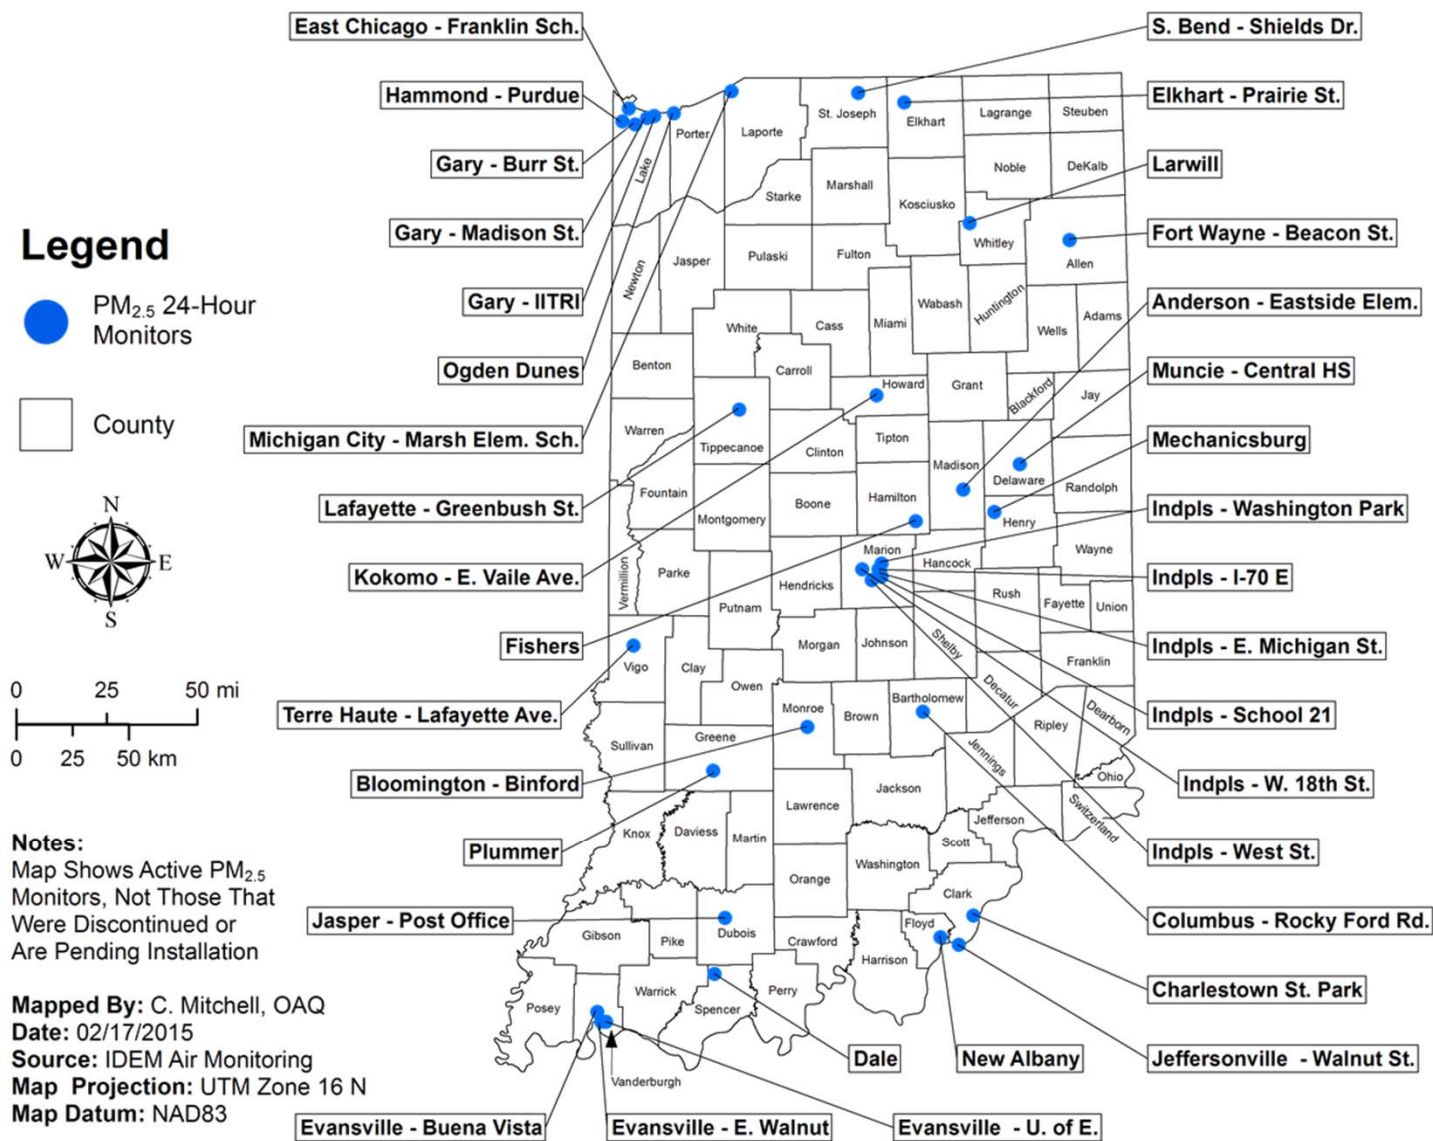 East Chicago - Franklin Sch.
Hammond - Purdue
Gary - Burr St.
Gary - Madison St.
Gary - IITRI
Ogden Dunes
Michigan City - Marsh Elem. Sch.
Lafayette - Greenbush St.
Kokomo - E. Vaile Ave.
Fishers
Terre Haute - Lafayette Ave.
Bloomington - Binford
Plummer
Jasper - Post Office
Evansville - Buena Vista
Evansville - E. Walnut
Evansville - U. of E.
Dale
New Albany
S. Bend - Shields Dr.
Elkhart - Prairie St.
Larwill
Fort Wayne - Beacon St.
Anderson - Eastside Elem.
Muncie - Central HS
Mechanicsburg
Indpls - Washington Park
Indpls - I-70 E
Indpls - E. Michigan St.
Indpls - School 21
Indpls - W. 18th St.
Indpls - West St.
Columbus - Rocky Ford Rd.
Charlestown St. Park
Jeffersonville - Walnut St.
Legend
PM2.5 24-Hour
Monitors
County
N
W
E
S
0 25 50 mi
0 25 50 km
Notes:
Map Shows Active PM2.5
Monitors, Not Those That
Were Discontinued or
Are Pending Installation
Mapped By: C. Mitchell, OAQ
Date: 02/17/2015
Source: IDEM Air Monitoring
Map Projection: UTM Zone 16 N
Map Datum: NAD83
Lake
Porter
Laporte
St. Joseph
Elkhart
Lagrange
Steuben
Noble
DeKalb
Starke
Marshall
Kosciusko
Whitley
Allen
Newton
Jasper
Pulaski
Fulton
Wabash
Huntington
Wells
Adams
White
Cass
Miami
Benton
Carroll
Howard
Grant
Blackford
Jay
Warren
Tippecanoe
Clinton
Tipton
Madison
Delaware
Randolph
Fountain
Montgomery
Boone
Hamilton
Henry
Wayne
Vermillion
Parke
Putnam
Hendricks
Marion
Hancock
Rush
Fayette
Union
Vigo
Clay
Owen
Morgan
Johnson
Shelby
Decatur
Franklin
Sullivan
Greene
Monroe
Brown
Bartholomew
Jennings
Ripley
Dearborn
Ohio
Switzerland
Knox
Daviess
Martin
Lawrence
Jackson
Jefferson
Scott
Washington
Orange
Clark
Floyd
Harrison
Crawford
Dubois
Pike
Gibson
Posey
Vanderburgh
Warrick
Spencer
Perry